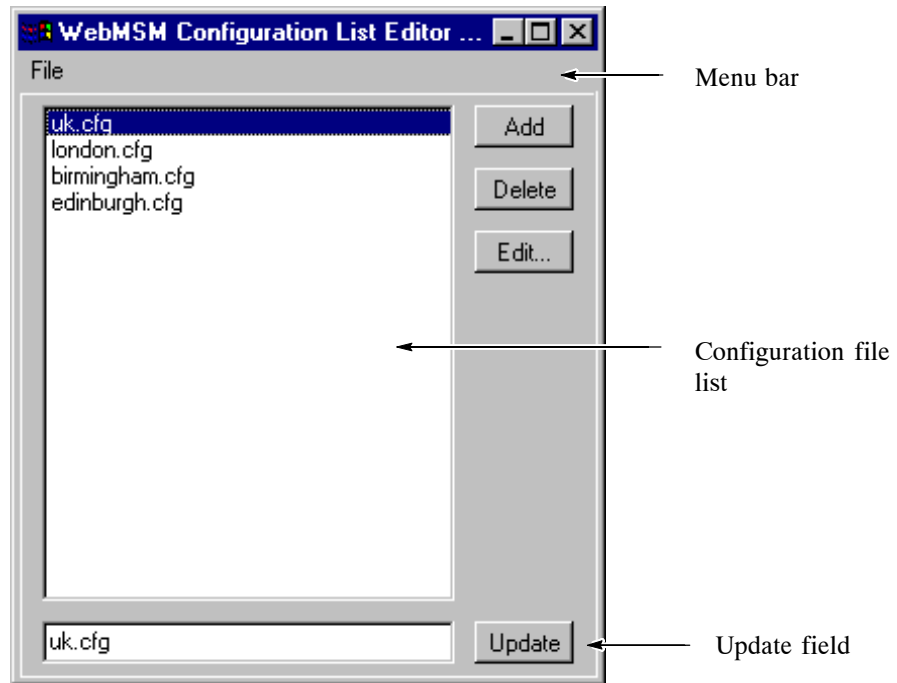 WebMSM Configuration List Editor ...
File
Menu bar
uk.cfg
london.cfg
birmingham.cfg
edinburgh.cfg
Add
Delete
Edit...
Configuration file
list
uk.cfg
Update
Update field